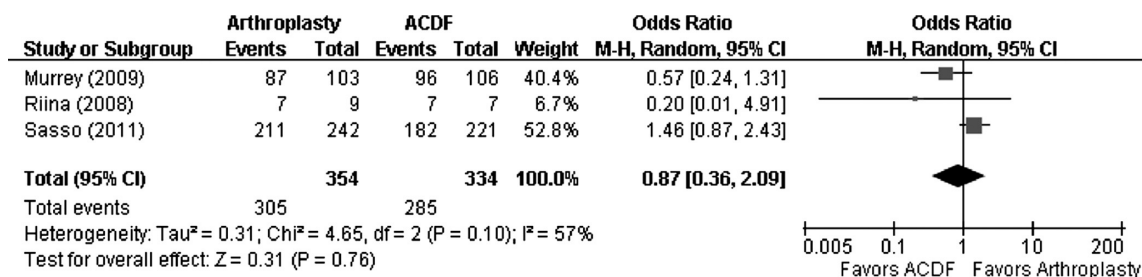 Arthroplasty ACDF Odds Ratio Odds Ratio
Study or Subgroup Events Total Events Total Weight M-H, Random, 95% CI M-H, Random, 95% CI
Murrey (2009) 87 103 96 106 40.4% 0.57 [0.24, 1.31]
Riina (2008) 7 9 7 7 6.7% 0.20 [0.01, 4.91]
Sasso (2011) 211 242 182 221 52.8% 1.46 [0.87, 2.43]
Total (95% CI) 354 334 100.0% 0.87 [0.36, 2.09]
Total events 305 285
Heterogeneity: Tau² = 0.31; Chi² = 4.65, df = 2 (P = 0.10); I² = 57%
Test for overall effect: Z = 0.31 (P = 0.76)
0.005 0.1 1 10 200
Favors ACDF Favors Arthroplasty